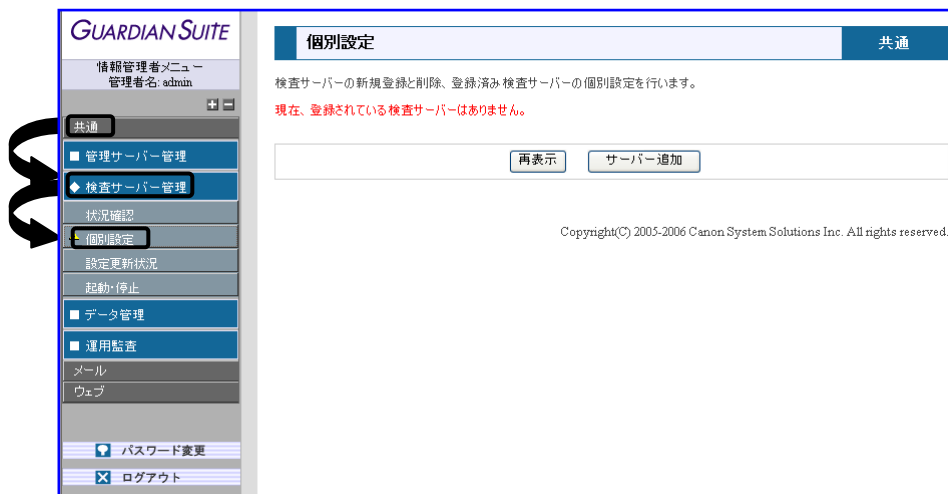 GUARDIAN SUITE
情報管理者メニュー
管理者名: admin
共通
管理サーバー管理
検査サーバー管理
状況確認
個別設定
設定更新状況
起動・停止
データ管理
運用監査
メール
ウェブ
パスワード変更
ログアウト
個別設定
共通
検査サーバーの新規登録と削除、登録済み検査サーバーの個別設定を行います。
現在、登録されている検査サーバーはありません。
再表示 サーバー追加
Copyright(C) 2005-2006 Canon System Solutions Inc. All rights reserved.